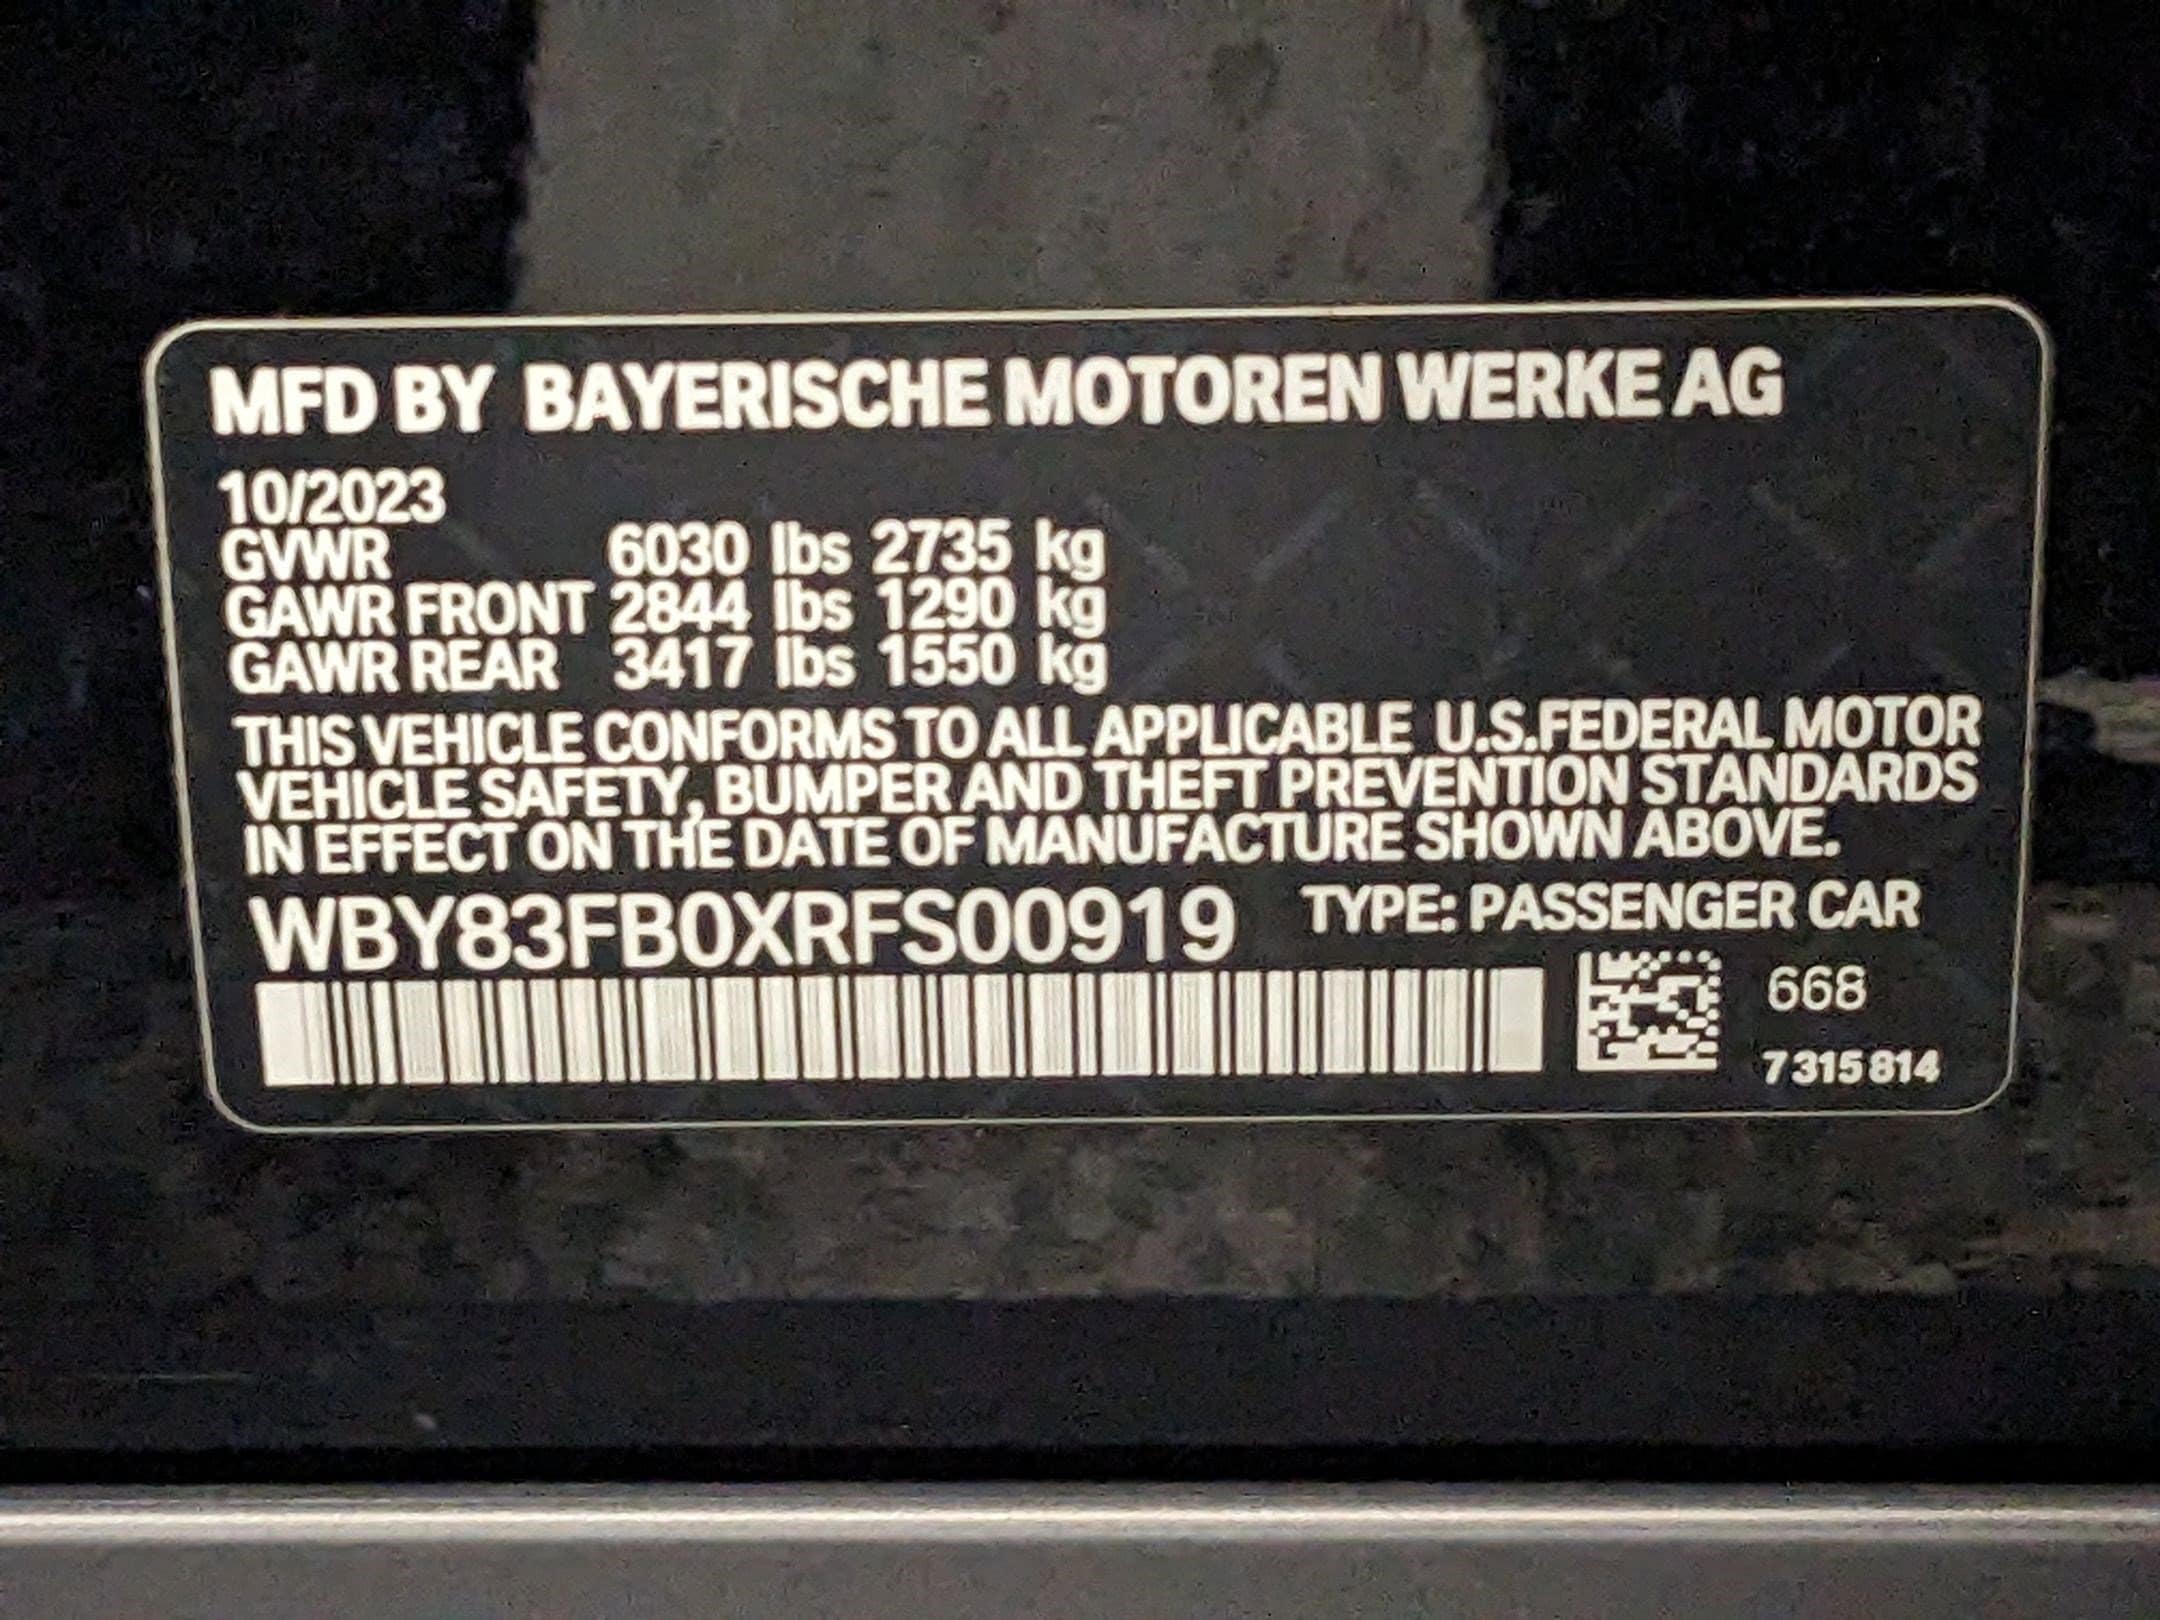 MFD BY BAYERISCHE MOTOREN WERKE AG
10/2023
GVWR 6030 lbs 2735 kg
GAWR FRONT 2844 lbs 1290 kg
GAWR REAR 3417 lbs 1550 kg
THIS VEHICLE CONFORMS TO ALL APPLICABLE U.S.FEDERAL MOTOR
VEHICLE SAFETY, BUMPER AND THEFT PREVENTION STANDARDS
IN EFFECT ON THE DATE OF MANUFACTURE SHOWN ABOVE.
WBY83FB0XRFS00919 TYPE: PASSENGER CAR
668
7 315 814